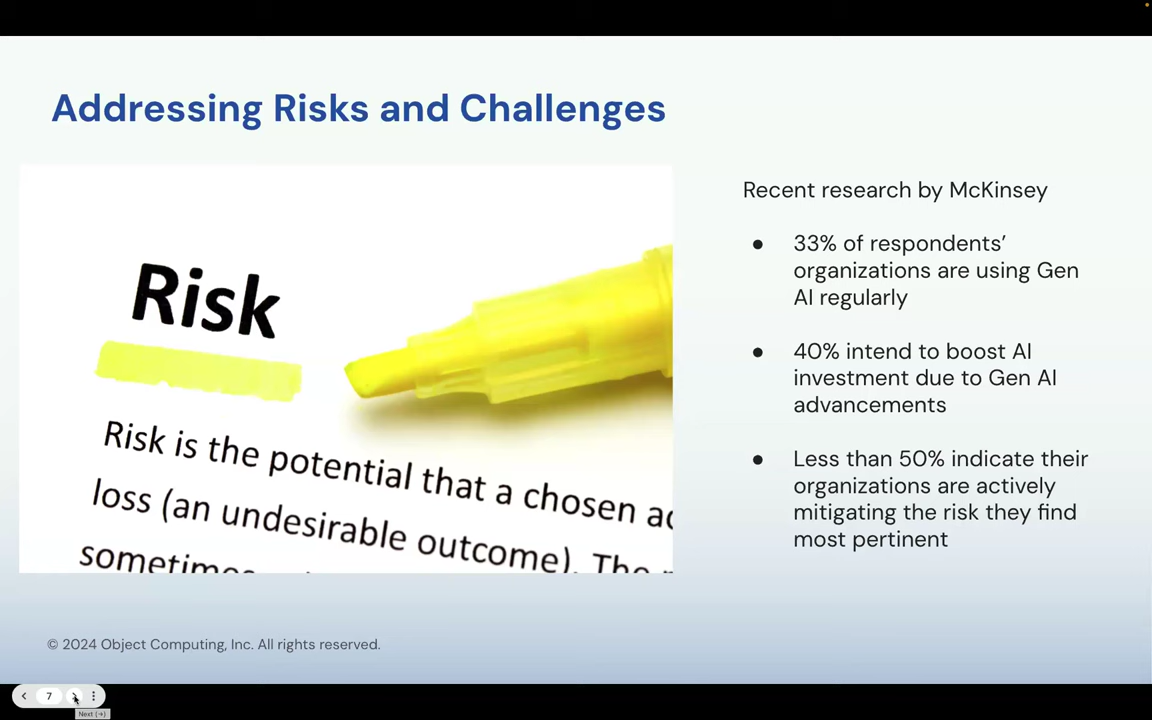 Addressing Risks and Challenges
Risk
Risk is the potential that a chosen
loss (an undesirable outcome). The
sometimes
Recent research by McKinsey
● 33% of respondents’
organizations are using Gen
AI regularly
● 40% intend to boost AI
investment due to Gen AI
advancements
● Less than 50% indicate their
organizations are actively
mitigating the risk they find
most pertinent
© 2024 Object Computing, Inc. All rights reserved.
7
Next (→)